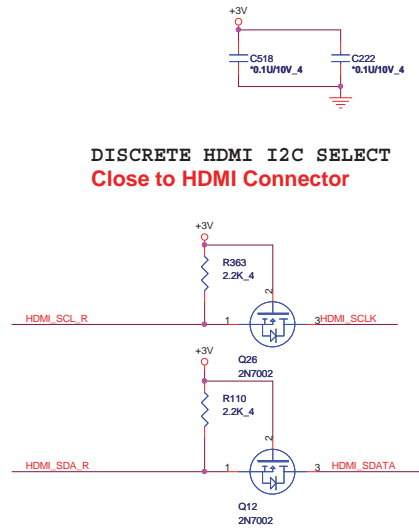 +3V
C518
*0.1U/10V_4
C222
*0.1U/10V_4
DISCRETE HDMI I2C SELECT
Close to HDMI Connector
+3V
R363
2.2K_4
2
HDMI_SCL_R
1
3
HDMI_SCLK
Q26
2N7002
+3V
R110
2.2K_4
2
HDMI_SDA_R
1
3
HDMI_SDATA
Q12
2N7002